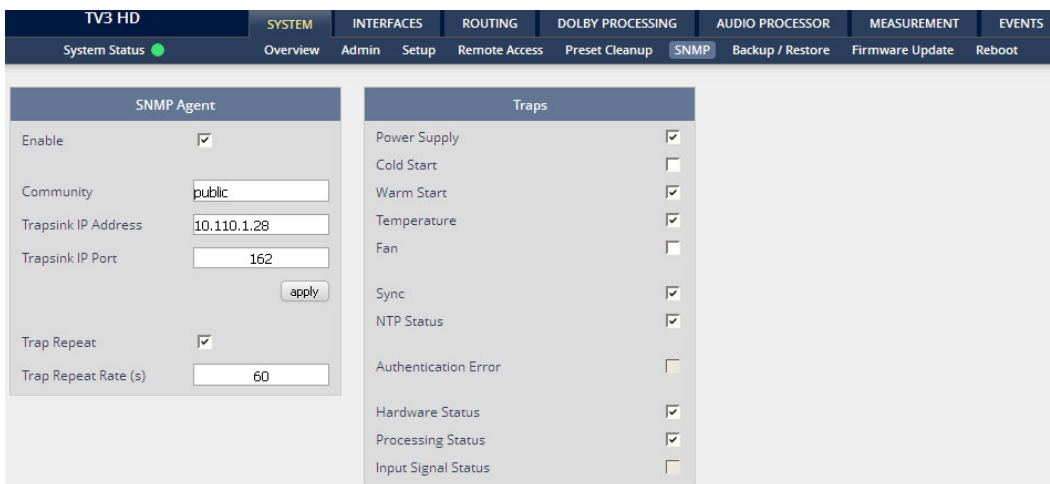 TV3 HD
SYSTEM INTERFACES ROUTING DOLBY PROCESSING AUDIO PROCESSOR MEASUREMENT EVENTS
System Status Overview Admin Setup Remote Access Preset Cleanup SNMP Backup / Restore Firmware Update Reboot
SNMP Agent
Enable
Community public
Trapsink IP Address 10.110.1.28
Trapsink IP Port 162
apply
Trap Repeat
Trap Repeat Rate (s) 60
Traps
Power Supply
Cold Start
Warm Start
Temperature
Fan
Sync
NTP Status
Authentication Error
Hardware Status
Processing Status
Input Signal Status